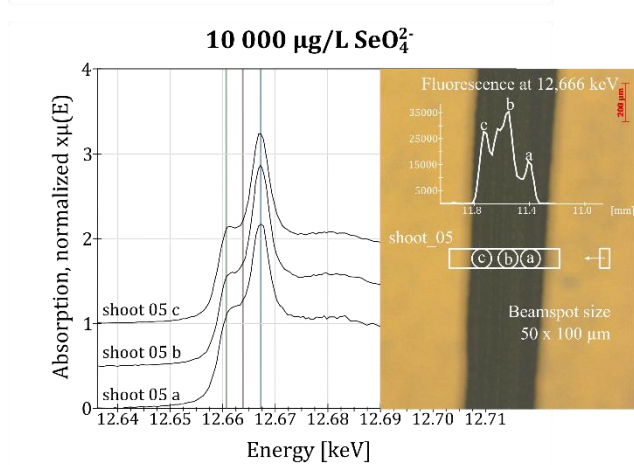 10 000 µg/L SeO₄²⁻
Absorption, normalized xµ(E)
4
3
2
1
0
shoot 05 c
shoot 05 b
shoot 05 a
12.64 12.65 12.66 12.67 12.68 12.69 12.70 12.71
Energy [keV]
Fluorescence at 12,666 keV
200 µm
35000
25000
15000
5000
c
b
a
11.8 11.4 11.0 [mm]
shoot_05
c b a
Beamspot size
50 x 100 µm